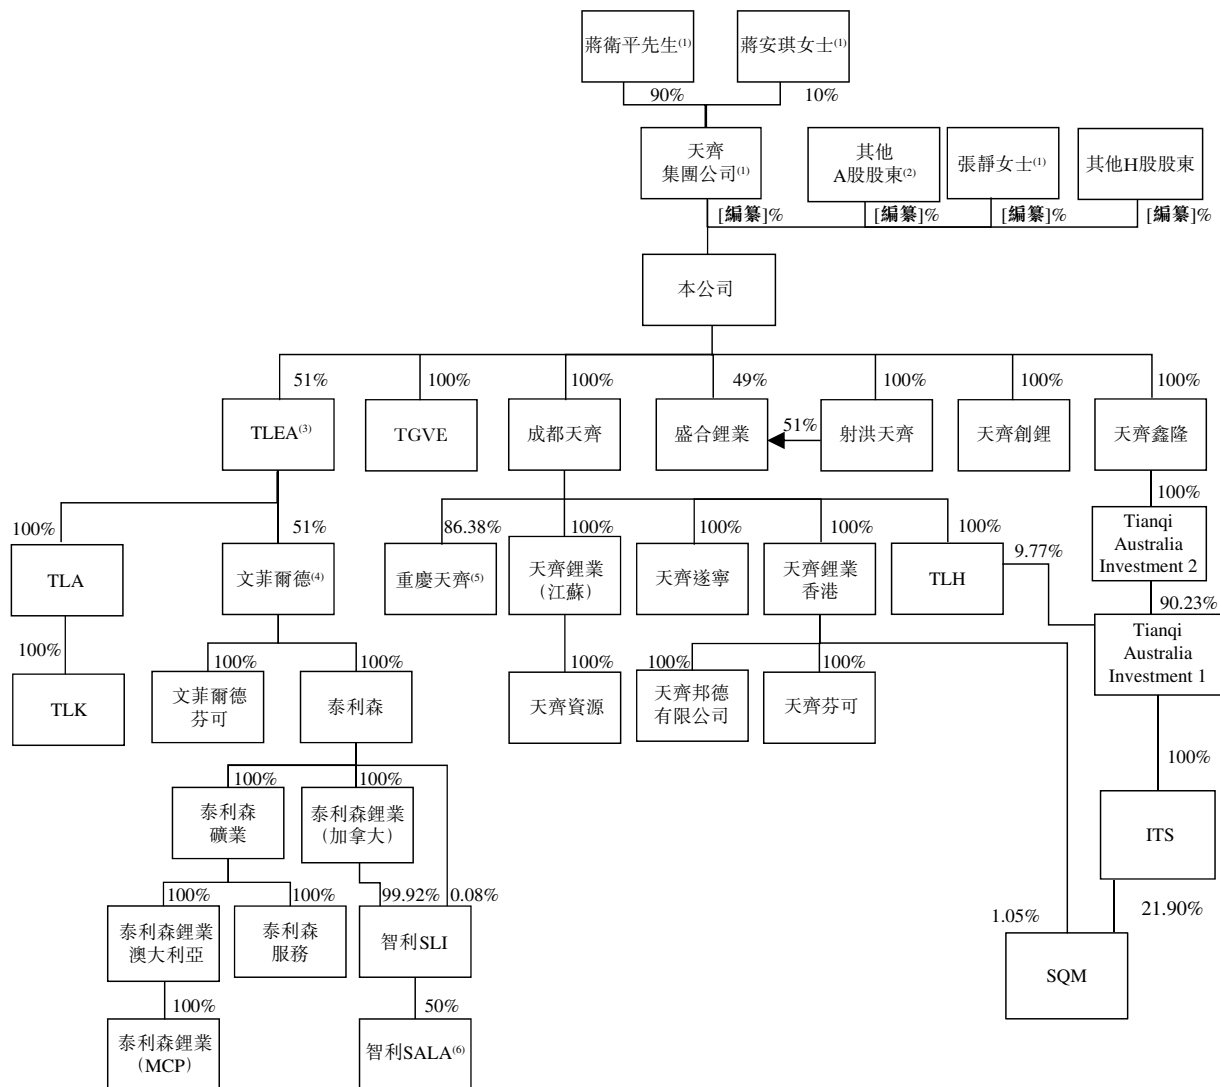 蔣衛平先生(1)
蔣安琪女士(1)
90%
10%
天齊
集團公司(1)
其他
A股股東(2)
張靜女士(1)
其他H股股東
[編纂]%
[編纂]%
[編纂]%
[編纂]%
本公司
51%
100%
100%
49%
100%
100%
100%
TLEA(3)
TGVE
成都天齊
盛合鋰業
51%
射洪天齊
天齊創鋰
天齊鑫隆
100%
51%
86.38%
100%
100%
100%
100%
100%
TLA
文菲爾德(4)
重慶天齊(5)
天齊鋰業
(江蘇)
天齊遂寧
天齊鋰業
香港
TLH
9.77%
Tianqi
Australia
Investment 2
90.23%
100%
100%
100%
100%
100%
100%
Tianqi
Australia
Investment 1
TLK
文菲爾德
芬可
泰利森
天齊資源
天齊邦德
有限公司
天齊芬可
100%
100%
100%
泰利森
礦業
泰利森鋰業
(加拿大)
ITS
100%
100%
99.92%
0.08%
1.05%
21.90%
泰利森鋰業
澳大利亞
泰利森
服務
智利SLI
SQM
100%
50%
泰利森鋰業
(MCP)
智利SALA(6)